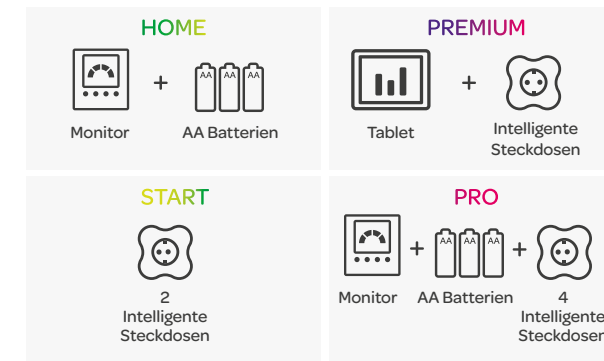 HOME
+
AA AA AA
Monitor
AA Batterien
PREMIUM
+
Tablet
Intelligente
Steckdosen
START
2
Intelligente
Steckdosen
PRO
+ AA AA AA +
Monitor
AA Batterien
4
Intelligente
Steckdosen